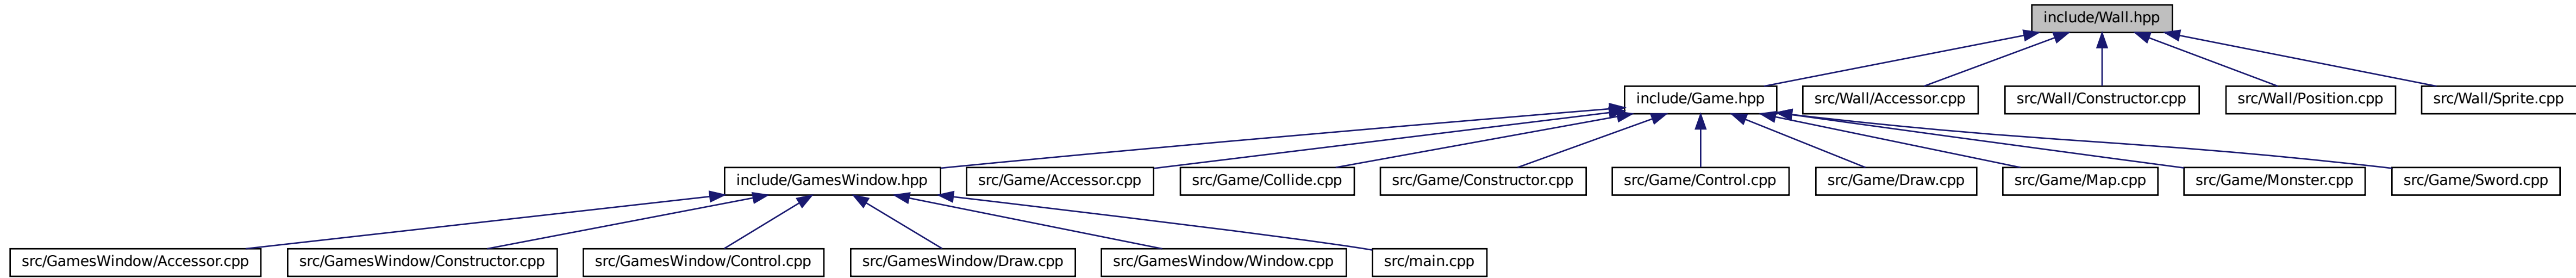 include/Wall.hpp
include/Game.hpp
src/Wall/Accessor.cpp
src/Wall/Constructor.cpp
src/Wall/Position.cpp
src/Wall/Sprite.cpp
include/GamesWindow.hpp
src/Game/Accessor.cpp
src/Game/Collide.cpp
src/Game/Constructor.cpp
src/Game/Control.cpp
src/Game/Draw.cpp
src/Game/Map.cpp
src/Game/Monster.cpp
src/Game/Sword.cpp
src/GamesWindow/Accessor.cpp
src/GamesWindow/Constructor.cpp
src/GamesWindow/Control.cpp
src/GamesWindow/Draw.cpp
src/GamesWindow/Window.cpp
src/main.cpp